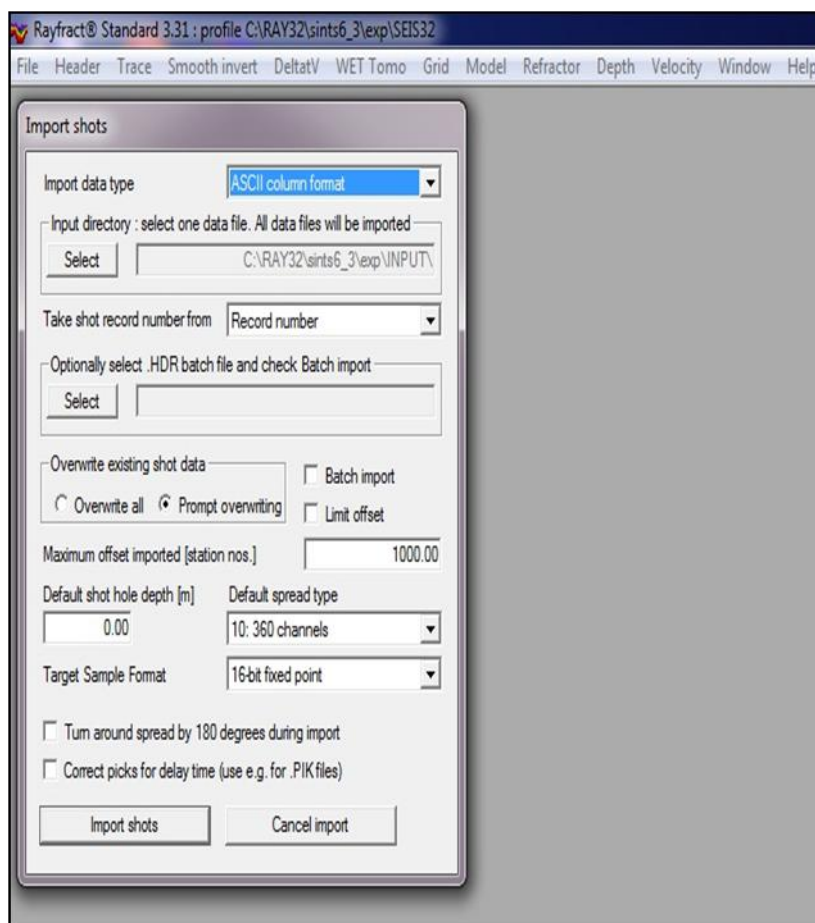 Rayfract® Standard 3.31 : profile C:\RAY32\sints6_3\exp\SEIS32
File Header Trace Smooth invert DeltatV WET Tomo Grid Model Refractor Depth Velocity Window Help
Import shots
Import data type ASCII column format
Input directory : select one data file. All data files will be imported
Select C:\RAY32\sints6_3\exp\INPUT\
Take shot record number from Record number
Optionally select .HDR batch file and check Batch import
Select
Overwrite existing shot data
Batch import
Overwrite all Prompt overwriting
Limit offset
Maximum offset imported [station nos.] 1000.00
Default shot hole depth [m] Default spread type
0.00 10: 360 channels
Target Sample Format 16-bit fixed point
Turn around spread by 180 degrees during import
Correct picks for delay time (use e.g. for .PIK files)
Import shots Cancel import